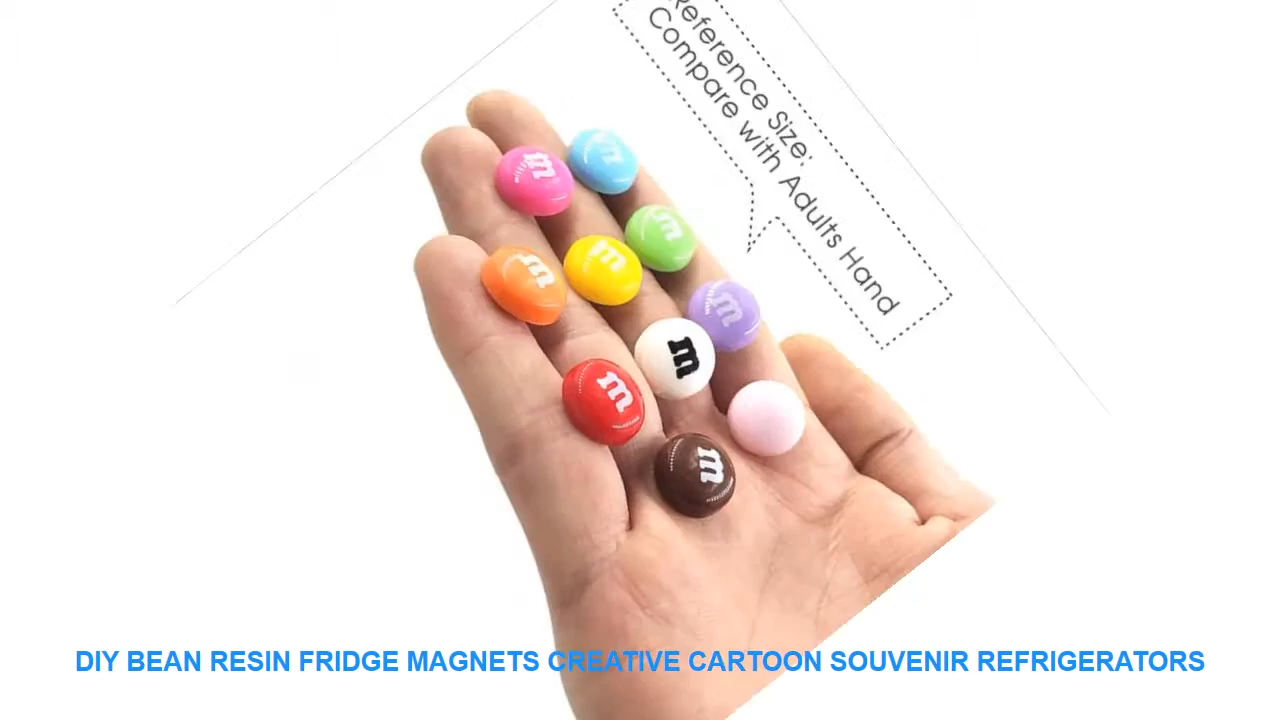 Reference Size:
Compare with Adults Hand
m
m
m
m
m
m
m
m
m
DIY BEAN RESIN FRIDGE MAGNETS CREATIVE CARTOON SOUVENIR REFRIGERATORS